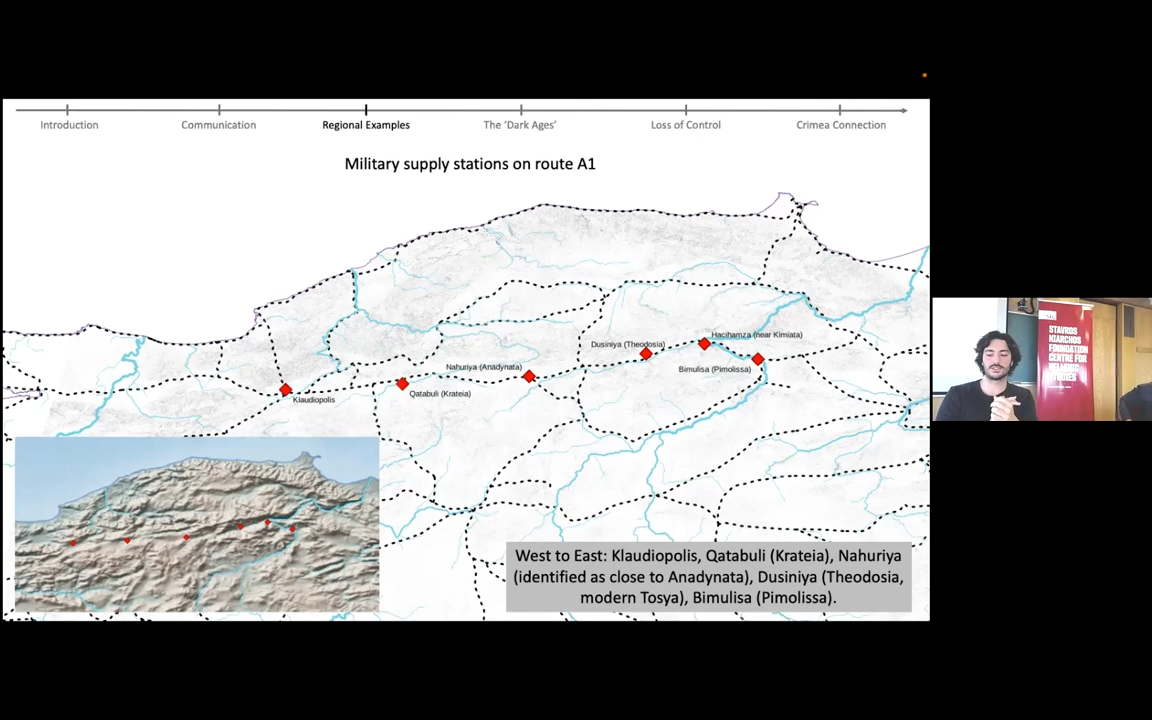 Introduction
Communication
Regional Examples
The ‘Dark Ages’
Loss of Control
Crimea Connection
Military supply stations on route A1
Hacihamza (near Kimiata)
Dusiniya (Theodosia)
Nahuriya (Anadynata)
Bimulisa (Pimolissa)
Qatabuli (Krateia)
Klaudiopolis
West to East: Klaudiopolis, Qatabuli (Krateia), Nahuriya
(identified as close to Anadynata), Dusiniya (Theodosia,
modern Tosya), Bimulisa (Pimolissa).
STAVROS
NIARCHOS
FOUNDATION
CENTRE FOR